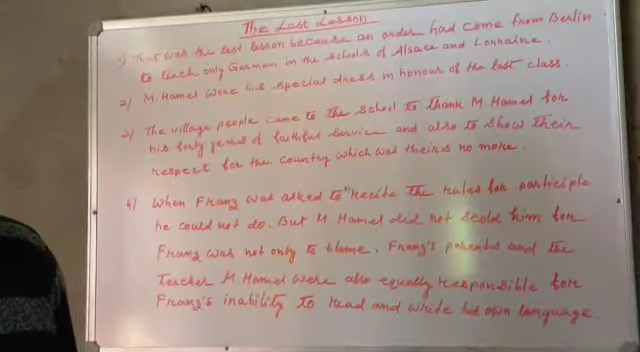 The Last Lesson
1) That was the last lesson because an order had come from Berlin
to teach only German in the schools of Alsace and Lorraine.
2) M. Hamel wore his special dress in honour of the last class.
3) The village people came to the school to thank M. Hamel for
his forty years of faithful service and also to show their
respect for the country which was theirs no more.
4) When Franz was asked to "recite the rules for participle
he could not do. But M Hamel did not scold him for
Franz was not only to blame. Franz's parents and the
Teacher M Hamel were also equally responsible for
Franz's inability to read and write his own language.